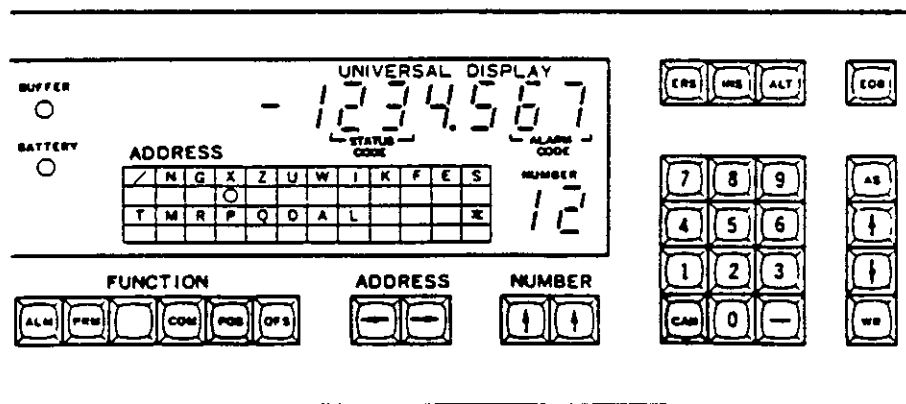 UNIVERSAL DISPLAY
BUFFER
-1234.567
STATUS CODE
ALARM CODE
BATTERY
ADDRESS
/ N G X Z U W I K F E S
T M R P Q O A L *
NUMBER
12
FUNCTION
ALM PRM COM POS OFS
ADDRESS
← →
NUMBER
ERS INS ALT EOB
7 8 9
4 5 6
1 2 3
CAN 0 -
AS
WR